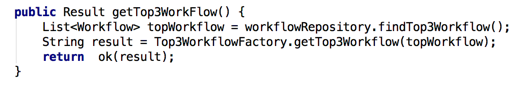 public Result getTop3WorkFlow() {
    List<Workflow> topWorkflow = workflowRepository.findTop3Workflow();
    String result = Top3WorkflowFactory.getTop3Workflow(topWorkflow);
    return  ok(result);
}